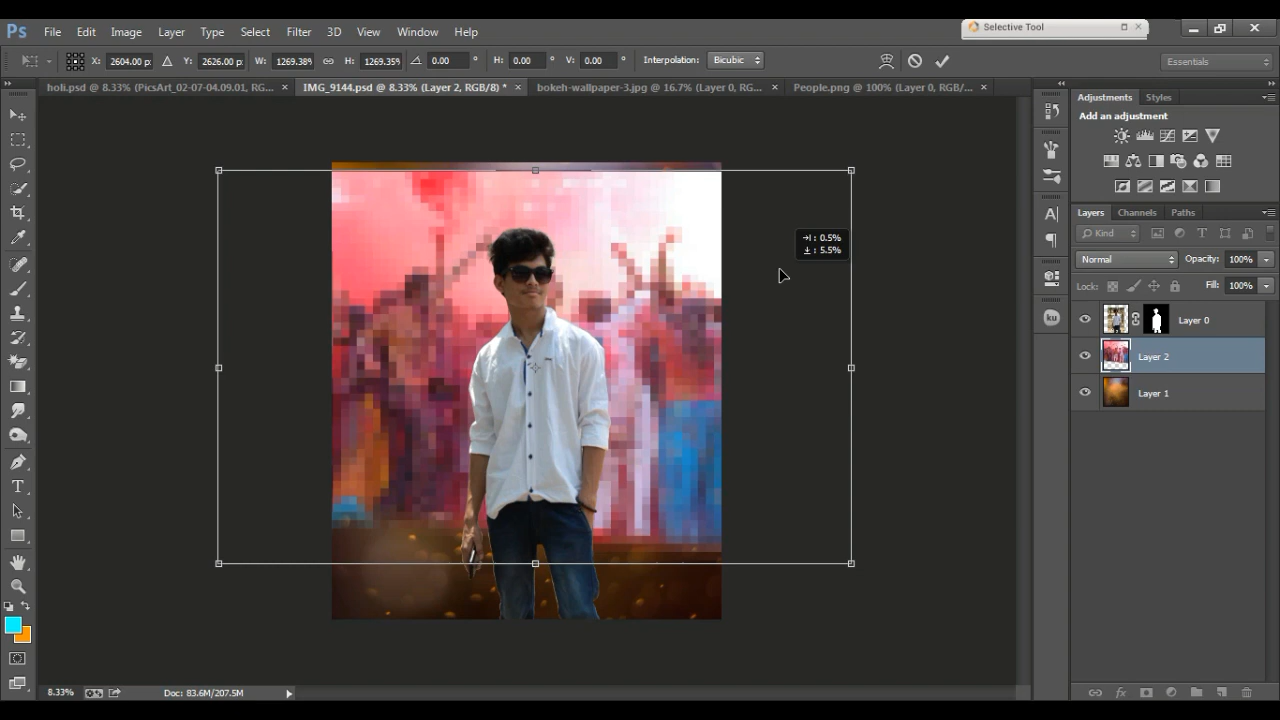 Selective Tool
Ps File Edit Image Layer Type Select Filter 3D View Window Help
X: 2604.00 p Y: 2626.00 p W: 1269.38% H: 1269.35% 0.00 ° H: 0.00 ° V: 0.00 ° Interpolation: Bicubic Essentials
holi.psd @ 8.33% (PicsArt_02-07-04.09.01, RG... × IMG_9144.psd @ 8.33% (Layer 2, RGB/8) * × bokeh-wallpaper-3.jpg @ 16.7% (Layer 0, RG... × People.png @ 100% (Layer 0, RGB/... ×
Adjustments Styles
Add an adjustment
Layers Channels Paths
Kind
Normal Opacity: 100%
Lock: Fill: 100%
Layer 0
Layer 2
Layer 1
: 0.5%
: 5.5%
A
T
ku
8.33% Doc: 83.6M/207.5M